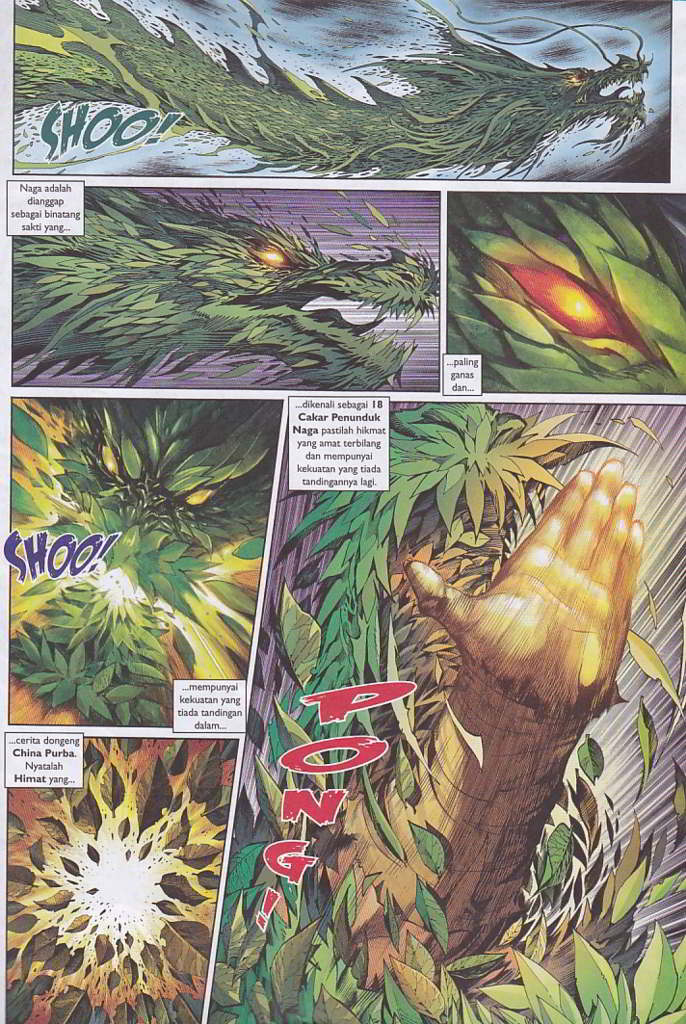 SHOO!
Naga adalah
dianggap
sebagai binatang
sakti yang...
...paling
ganas
dan...
SHOO!
...mempunyai
kekuatan yang
tiada tandingan
dalam...
...cerita dongeng
China Purba.
Nyatalah
Himat yang...
...dikenali sebagai 18
Cakar Penunduk
Naga pastilah hikmat
yang amat terbilang
dan mempunyai
kekuatan yang tiada
tandingannya lagi.
PONG!